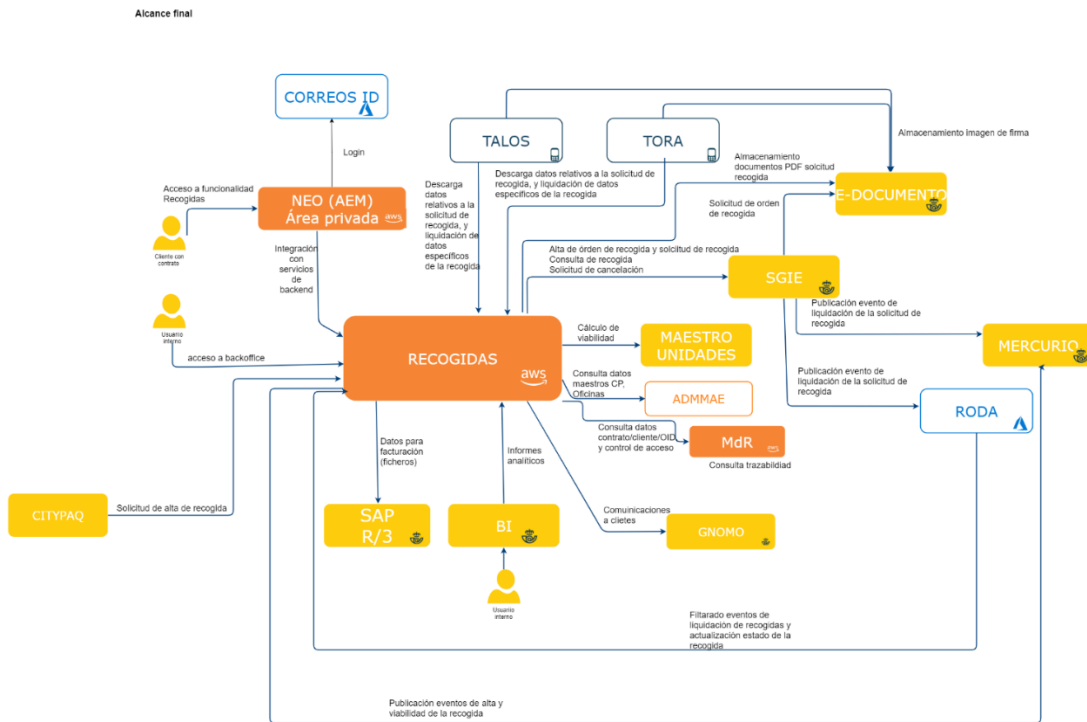 Alcance final
CORREOS ID
TALOS
TORA
Almacenamiento imagen de firma
Login
Acceso a funcionalidad
Recogidas
NEO (AEM)
Área privada
aws
Cliente con
contrato
Descarga
datos
relativos a la
solicitud de
recogida, y
liquidación de
datos
específicos
de la recogida
Descarga datos relativos a la solicitud de
recogida, y liquidación de datos
específicos de la recogida
Almacenamiento
documentos PDF solcitud
recogida
E-DOCUMENTO
Solicitud de orden
de recogida
Integración
con
servicios
de
backend
Alta de órden de recogida y solcitud de recogida
Consulta de recogida
Solicitud de cancelación
SGIE
Publicación evento de
liquidación de la solicitud de
recogida
Usuario
interno
acceso a backoffice
RECOGIDAS
aws
Cálculo de
viabilidad
MAESTRO
UNIDADES
MERCURIO
Publicación evento de
liquidación de la solicitud de
recogida
Consulta datos
maestros CP,
Oficinas
ADMMAE
RODA
Consulta datos
contrato/cliente/OID
y control de acceso
MdR
aws
Consulta trazabildiad
Datos para
facturación
(ficheros)
Informes
analíticos
CITYPAQ
Solicitud de alta de recogida
SAP
R/3
BI
Comuinicaciones
a clietes
GNOMO
Usuario
interno
Filtarado eventos de
liquidación de recogidas y
actualización estado de la
recogida
Publicación eventos de alta y
viabilidad de la recogida